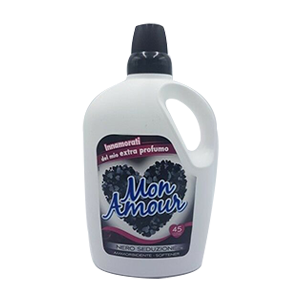 Innamorati
del mio extra profumo
Mon
Amour
45
NERO SEDUZIONE
AMMORBIDENTE - SOFTENER